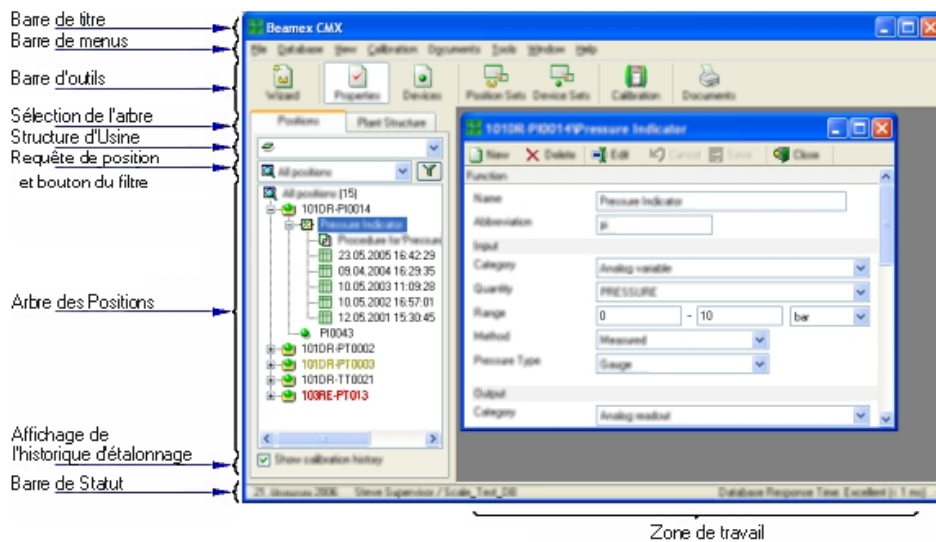 Barre de titre
Barre de menus
Barre d'outils
Sélection de l'arbre
Structure d'Usine
Requête de position
et bouton du filtre
Arbre des Positions
Affichage de
l'historique d'étalonnage
Barre de Statut
Beamex CMX
File Database View Calibration Documents Tools Window Help
Wizard Properties Devices Position Sets Device Sets Calibration Documents
Positions Plant Structure
All positions
All positions [15]
101DR-PI0014
Pressure Indicator
Procedure for Pressure
23.05.2005 16:42:29
09.04.2004 16:29:35
10.05.2003 11:09:28
10.05.2002 16:57:01
12.05.2001 15:30:45
PI0043
101DR-PT0002
101DR-PT0003
101DR-TT0021
103RE-PT013
Show calibration history
101DR-PI0014\Pressure Indicator
New Delete Edit Cancel Save Close
Function
Name Pressure Indicator
Abbreviation pi
Input
Category Analog variable
Quantity PRESSURE
Range 0 - 10 bar
Method Measured
Pressure Type Gauge
Output
Category Analog readout
21. 2006 Steve Supervisor / Scale_Test_DB Database Response Time: Excellent (< 1 ms)
Zone de travail